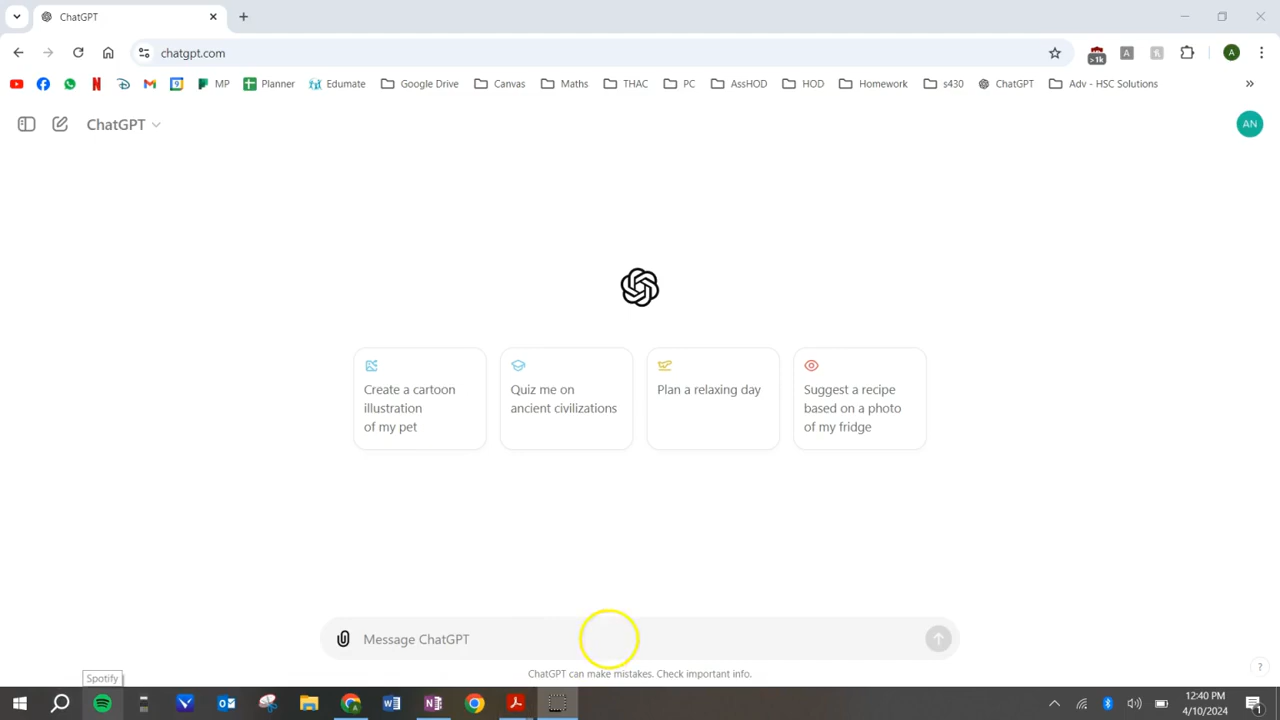 ChatGPT
chatgpt.com
>1k
A
A
9
MP
Planner
Edumate
Google Drive
Canvas
Maths
THAC
PC
AssHOD
HOD
Homework
s430
ChatGPT
Adv - HSC Solutions
ChatGPT
AN
Create a cartoon
illustration
of my pet
Quiz me on
ancient civilizations
Plan a relaxing day
Suggest a recipe
based on a photo
of my fridge
Message ChatGPT
ChatGPT can make mistakes. Check important info.
?
Spotify
12:40 PM
4/10/2024
1